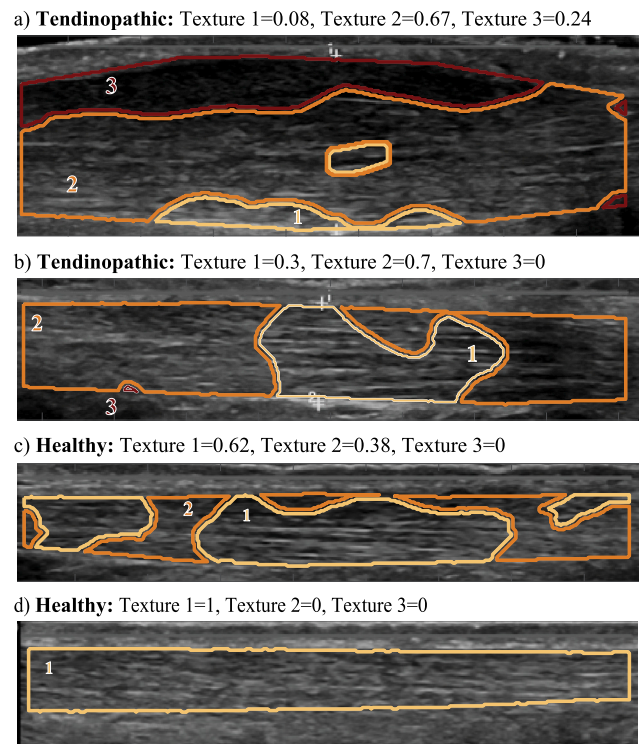 a) Tendinopathic: Texture 1=0.08, Texture 2=0.67, Texture 3=0.24
3
2
1
b) Tendinopathic: Texture 1=0.3, Texture 2=0.7, Texture 3=0
2
1
3
c) Healthy: Texture 1=0.62, Texture 2=0.38, Texture 3=0
2
1
d) Healthy: Texture 1=1, Texture 2=0, Texture 3=0
1